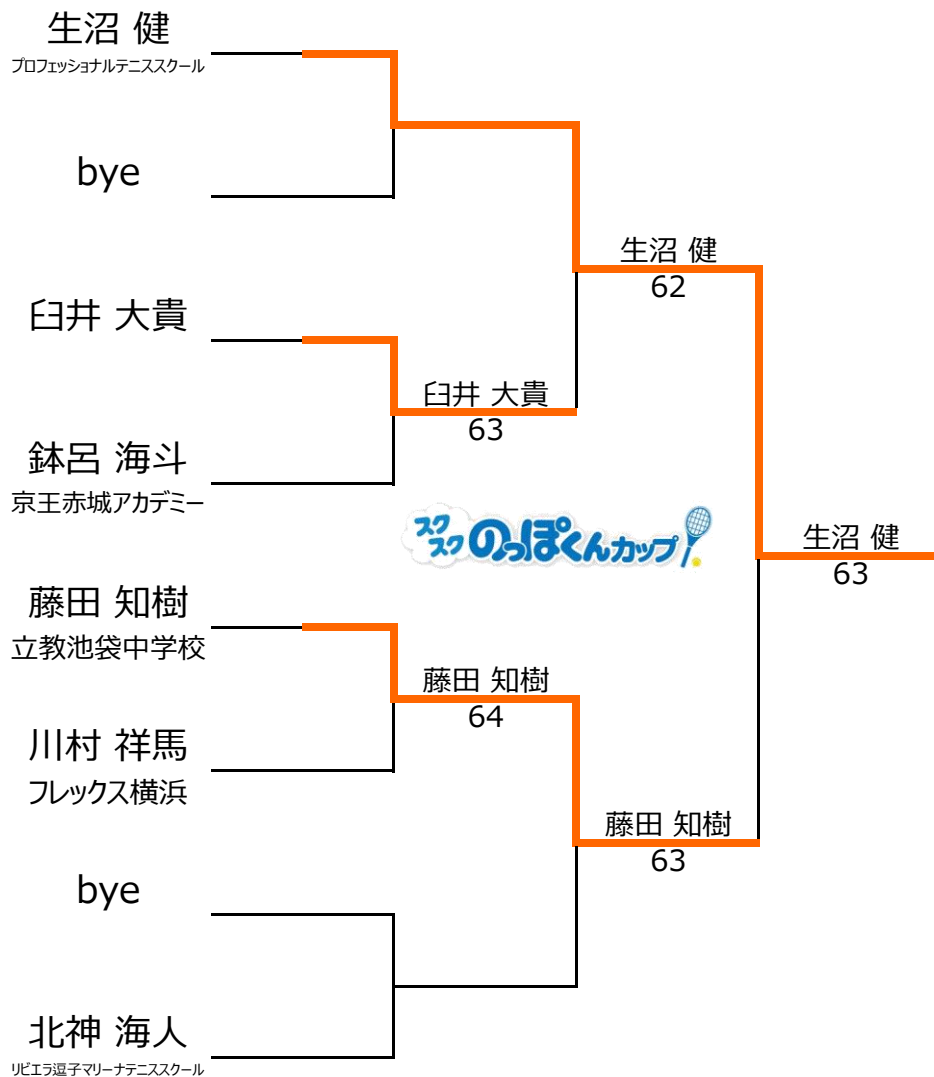 生沼 健
プロフェッショナルテニススクール
bye
臼井 大貴
鉢呂 海斗
京王赤城アカデミー
藤田 知樹
立教池袋中学校
川村 祥馬
フレックス横浜
bye
北神 海人
リビエラ逗子マリーナテニススクール
臼井 大貴
63
藤田 知樹
64
生沼 健
62
藤田 知樹
63
スクスク のっぽくんカップ
生沼 健
63